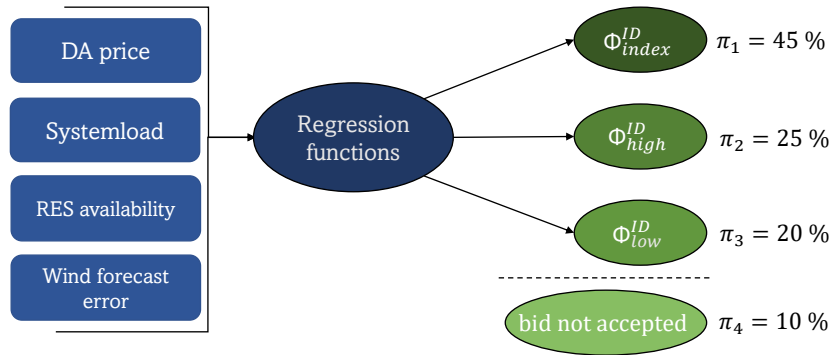 DA price
Systemload
RES availability
Wind forecast
error
Regression
functions
Φ^{ID}_{index}
π₁ = 45 %
Φ^{ID}_{high}
π₂ = 25 %
Φ^{ID}_{low}
π₃ = 20 %
bid not accepted
π₄ = 10 %